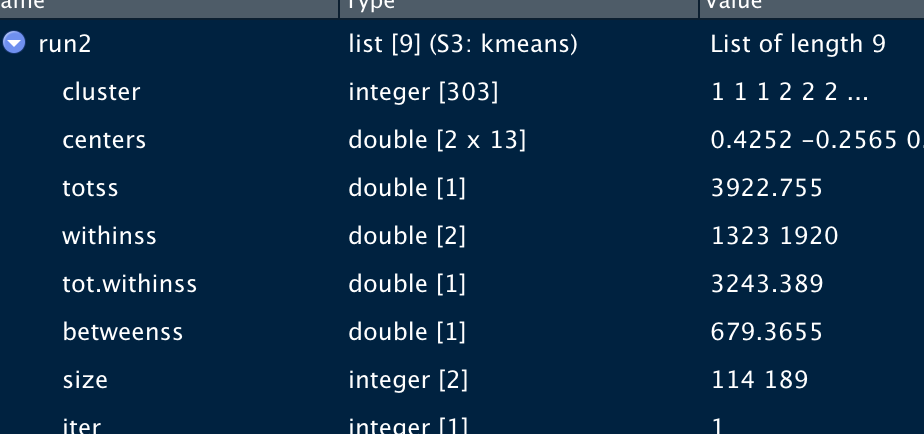 ame Type Value
run2 list [9] (S3: kmeans) List of length 9
cluster integer [303] 1 1 1 2 2 2 ...
centers double [2 x 13] 0.4252 -0.2565 0.
totss double [1] 3922.755
withinss double [2] 1323 1920
tot.withinss double [1] 3243.389
betweenss double [1] 679.3655
size integer [2] 114 189
iter integer [1] 1